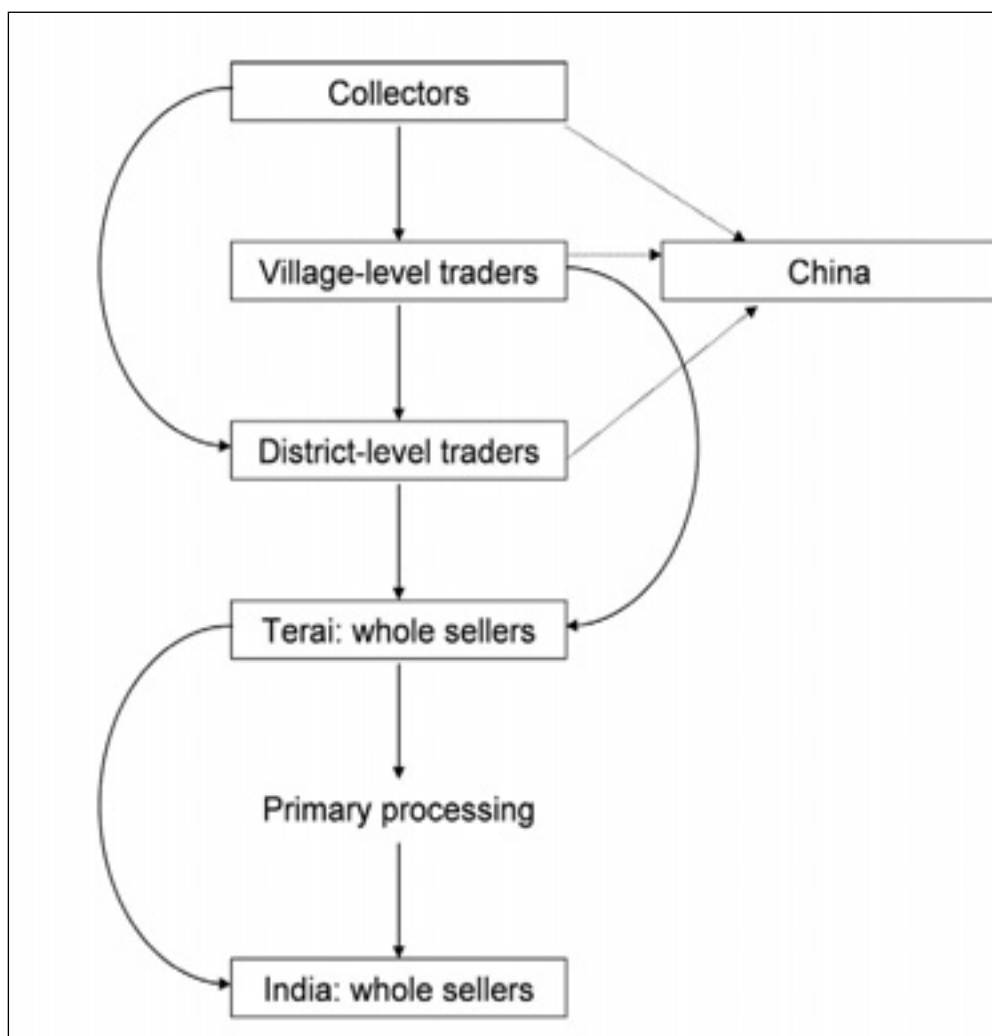 Collectors
Village-level traders
China
District-level traders
Terai: whole sellers
Primary processing
India: whole sellers